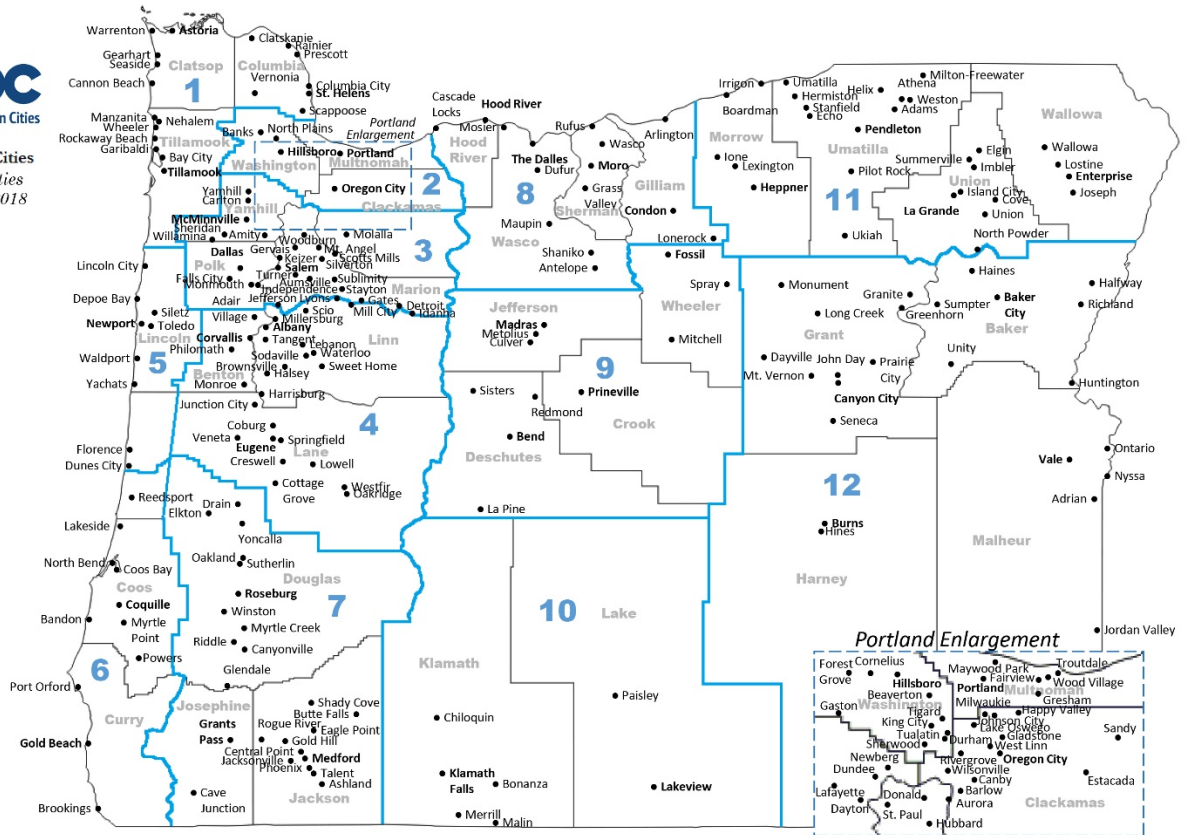 Warrenton
Astoria
Clatskanie
Rainier
Prescott
Gearhart
Seaside
Clatsop
Columbia
Vernonia
Cannon Beach
1
Columbia City
St. Helens
Scappoose
Manzanita
Nehalem
Wheeler
Rockaway Beach
Garibaldi
Tillamook
Bay City
Tillamook
Banks
North Plains
Portland
Enlargement
Hillsboro
Portland
Washington
Multnomah
Oregon City
2
Clackamas
Yamhill
Carlton
Yamhill
McMinnville
Sheridan
Willamina
Amity
Woodburn
Molalla
Gervais
Mt. Angel
Dallas
Keizer
Scotts Mills
3
Polk
Salem
Silverton
Falls City
Turner
Aumsville
Sublimity
Monmouth
Independence
Stayton
Marion
Jefferson
Lyons
Gates
Detroit
Mill City
Idanha
Lincoln City
Depoe Bay
Siletz
Newport
Toledo
Lincoln
5
Waldport
Yachats
Adair
Village
Scio
Millersburg
Albany
Corvallis
Tangent
Linn
Philomath
Lebanon
Sodaville
Waterloo
Brownsville
Sweet Home
Benton
Halsey
Monroe
Harrisburg
Junction City
Coburg
4
Veneta
Springfield
Eugene
Lane
Creswell
Lowell
Florence
Dunes City
Cottage
Grove
Westfir
Oakridge
Reedsport
Drain
Elkton
Lakeside
Yoncalla
North Bend
Coos Bay
Oakland
Sutherlin
Coos
Douglas
Coquille
Roseburg
7
Bandon
Myrtle
Point
Winston
Myrtle Creek
Riddle
Canyonville
Powers
Glendale
6
Port Orford
Curry
Josephine
Shady Cove
Butte Falls
Grants
Pass
Rogue River
Eagle Point
Gold Hill
Gold Beach
Central Point
Medford
Jacksonville
Phoenix
Talent
Ashland
Cave
Junction
Jackson
Brookings
Cascade
Locks
Hood River
Mosier
Hood
River
The Dalles
Dufur
8
Rufus
Wasco
Moro
Grass
Valley
Sherman
Maupin
Wasco
Shaniko
Antelope
Arlington
Gilliam
Condon
Lonerock
Fossil
Spray
Wheeler
Mitchell
Jefferson
Madras
Metolius
Culver
9
Sisters
Prineville
Redmond
Crook
Bend
Deschutes
La Pine
10
Lake
Klamath
Paisley
Chiloquin
Klamath
Falls
Bonanza
Lakeview
Merrill
Malin
Irrigon
Umatilla
Boardman
Hermiston
Stanfield
Echo
Helix
Athena
Milton-Freewater
Weston
Adams
Pendleton
Morrow
Umatilla
Ione
Lexington
Heppner
Pilot Rock
11
Ukiah
Elgin
Summerville
Imbler
Union
Island City
Cove
La Grande
Union
North Powder
Wallowa
Wallowa
Lostine
Enterprise
Joseph
Monument
Long Creek
Granite
Greenhorn
Grant
Dayville
John Day
Prairie
City
Mt. Vernon
Canyon City
Seneca
Haines
Sumpter
Baker
City
Baker
Halfway
Richland
Unity
Huntington
12
Burns
Hines
Harney
Ontario
Vale
Nyssa
Adrian
Malheur
Jordan Valley
Portland Enlargement
Forest
Grove
Cornelius
Hillsboro
Beaverton
Washington
Gaston
Tigard
King City
Tualatin
Sherwood
Newberg
Dundee
Lafayette
Dayton
St. Paul
Donald
Maywood Park
Fairview
Troutdale
Wood Village
Portland
Multnomah
Gresham
Milwaukie
Happy Valley
Johnson City
Lake Oswego
Gladstone
Durham
West Linn
Sandy
Rivergrove
Oregon City
Wilsonville
Canby
Estacada
Barlow
Aurora
Clackamas
Hubbard
OC
n Cities
Cities
ies
018